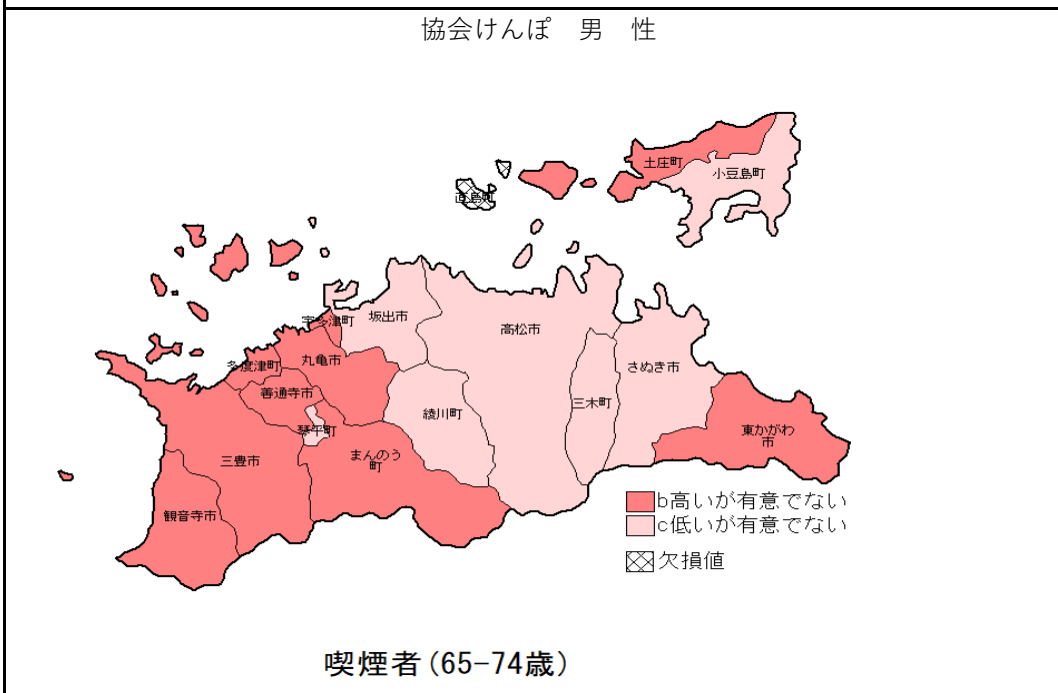 協会けんぽ　男　性
土庄町
小豆島町
直島町
宇多津町
坂出市
高松市
多度津町
丸亀市
さぬき市
善通寺市
綾川町
三木町
琴平町
東かがわ
市
三豊市
まんのう
町
観音寺市
b高いが有意でない
c低いが有意でない
欠損値
喫煙者(65-74歳)